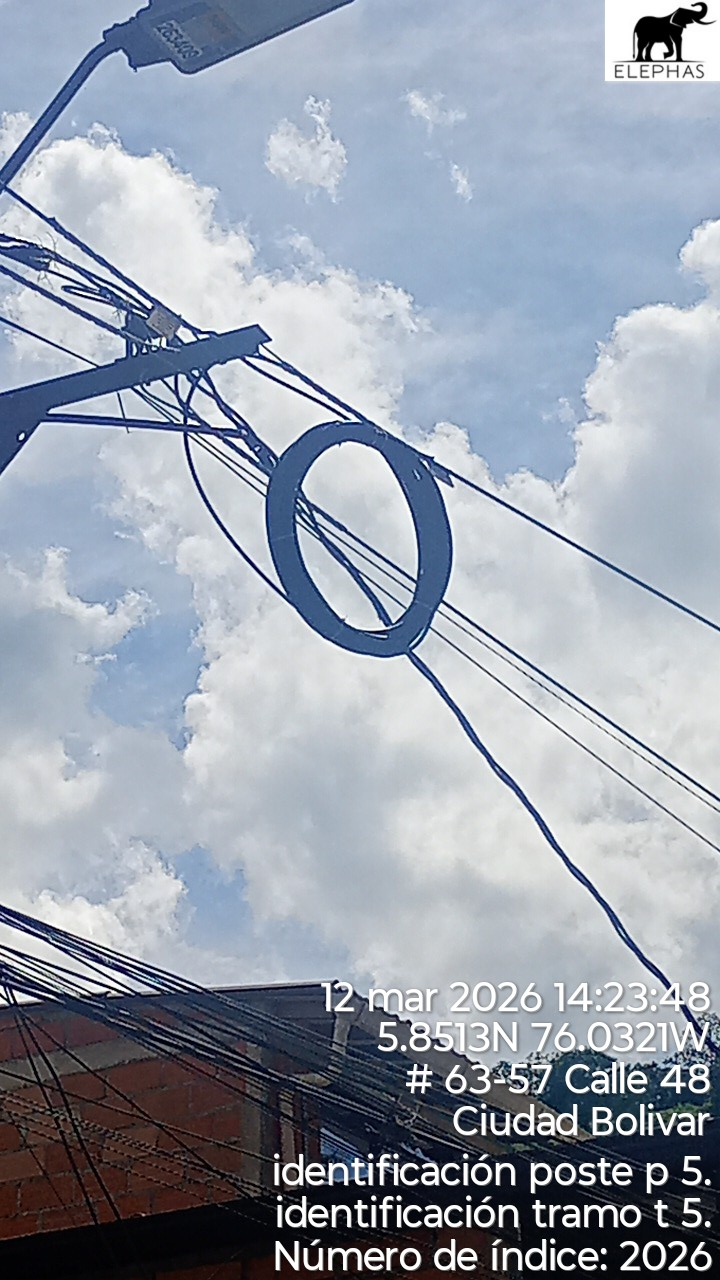 ELEPHAS
12 mar 2026 14:23:48
5.8513N 76.0321W
# 63-57 Calle 48
Ciudad Bolivar
identificación poste p 5.
identificación tramo t 5.
Número de índice: 2026